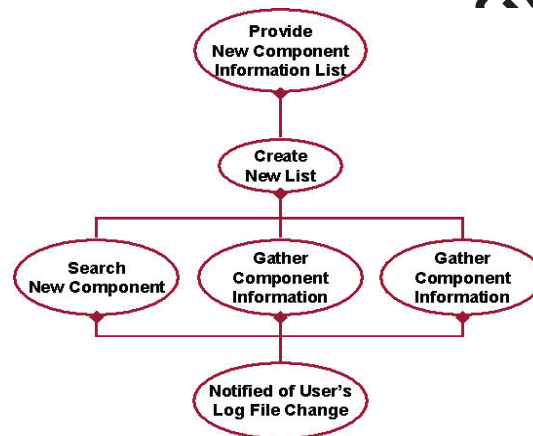 Provide
New Component
Information List
Create
New List
Search
New Component
Gather
Component
Information
Gather
Component
Information
Notified of User's
Log File Change